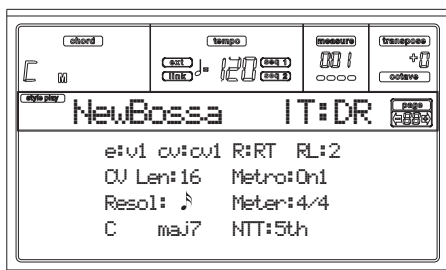 chord tempo measure transpose
C M ext link ♩= 120 seq 1 seq 2 001 +0 octave
style play NewBossa |T:DR page
e:v1 cv:cv1 R:RT RL:2
CV Len:16 Metro:On1
Resol: ♪ Meter:4/4
C maj7 NTT:5th